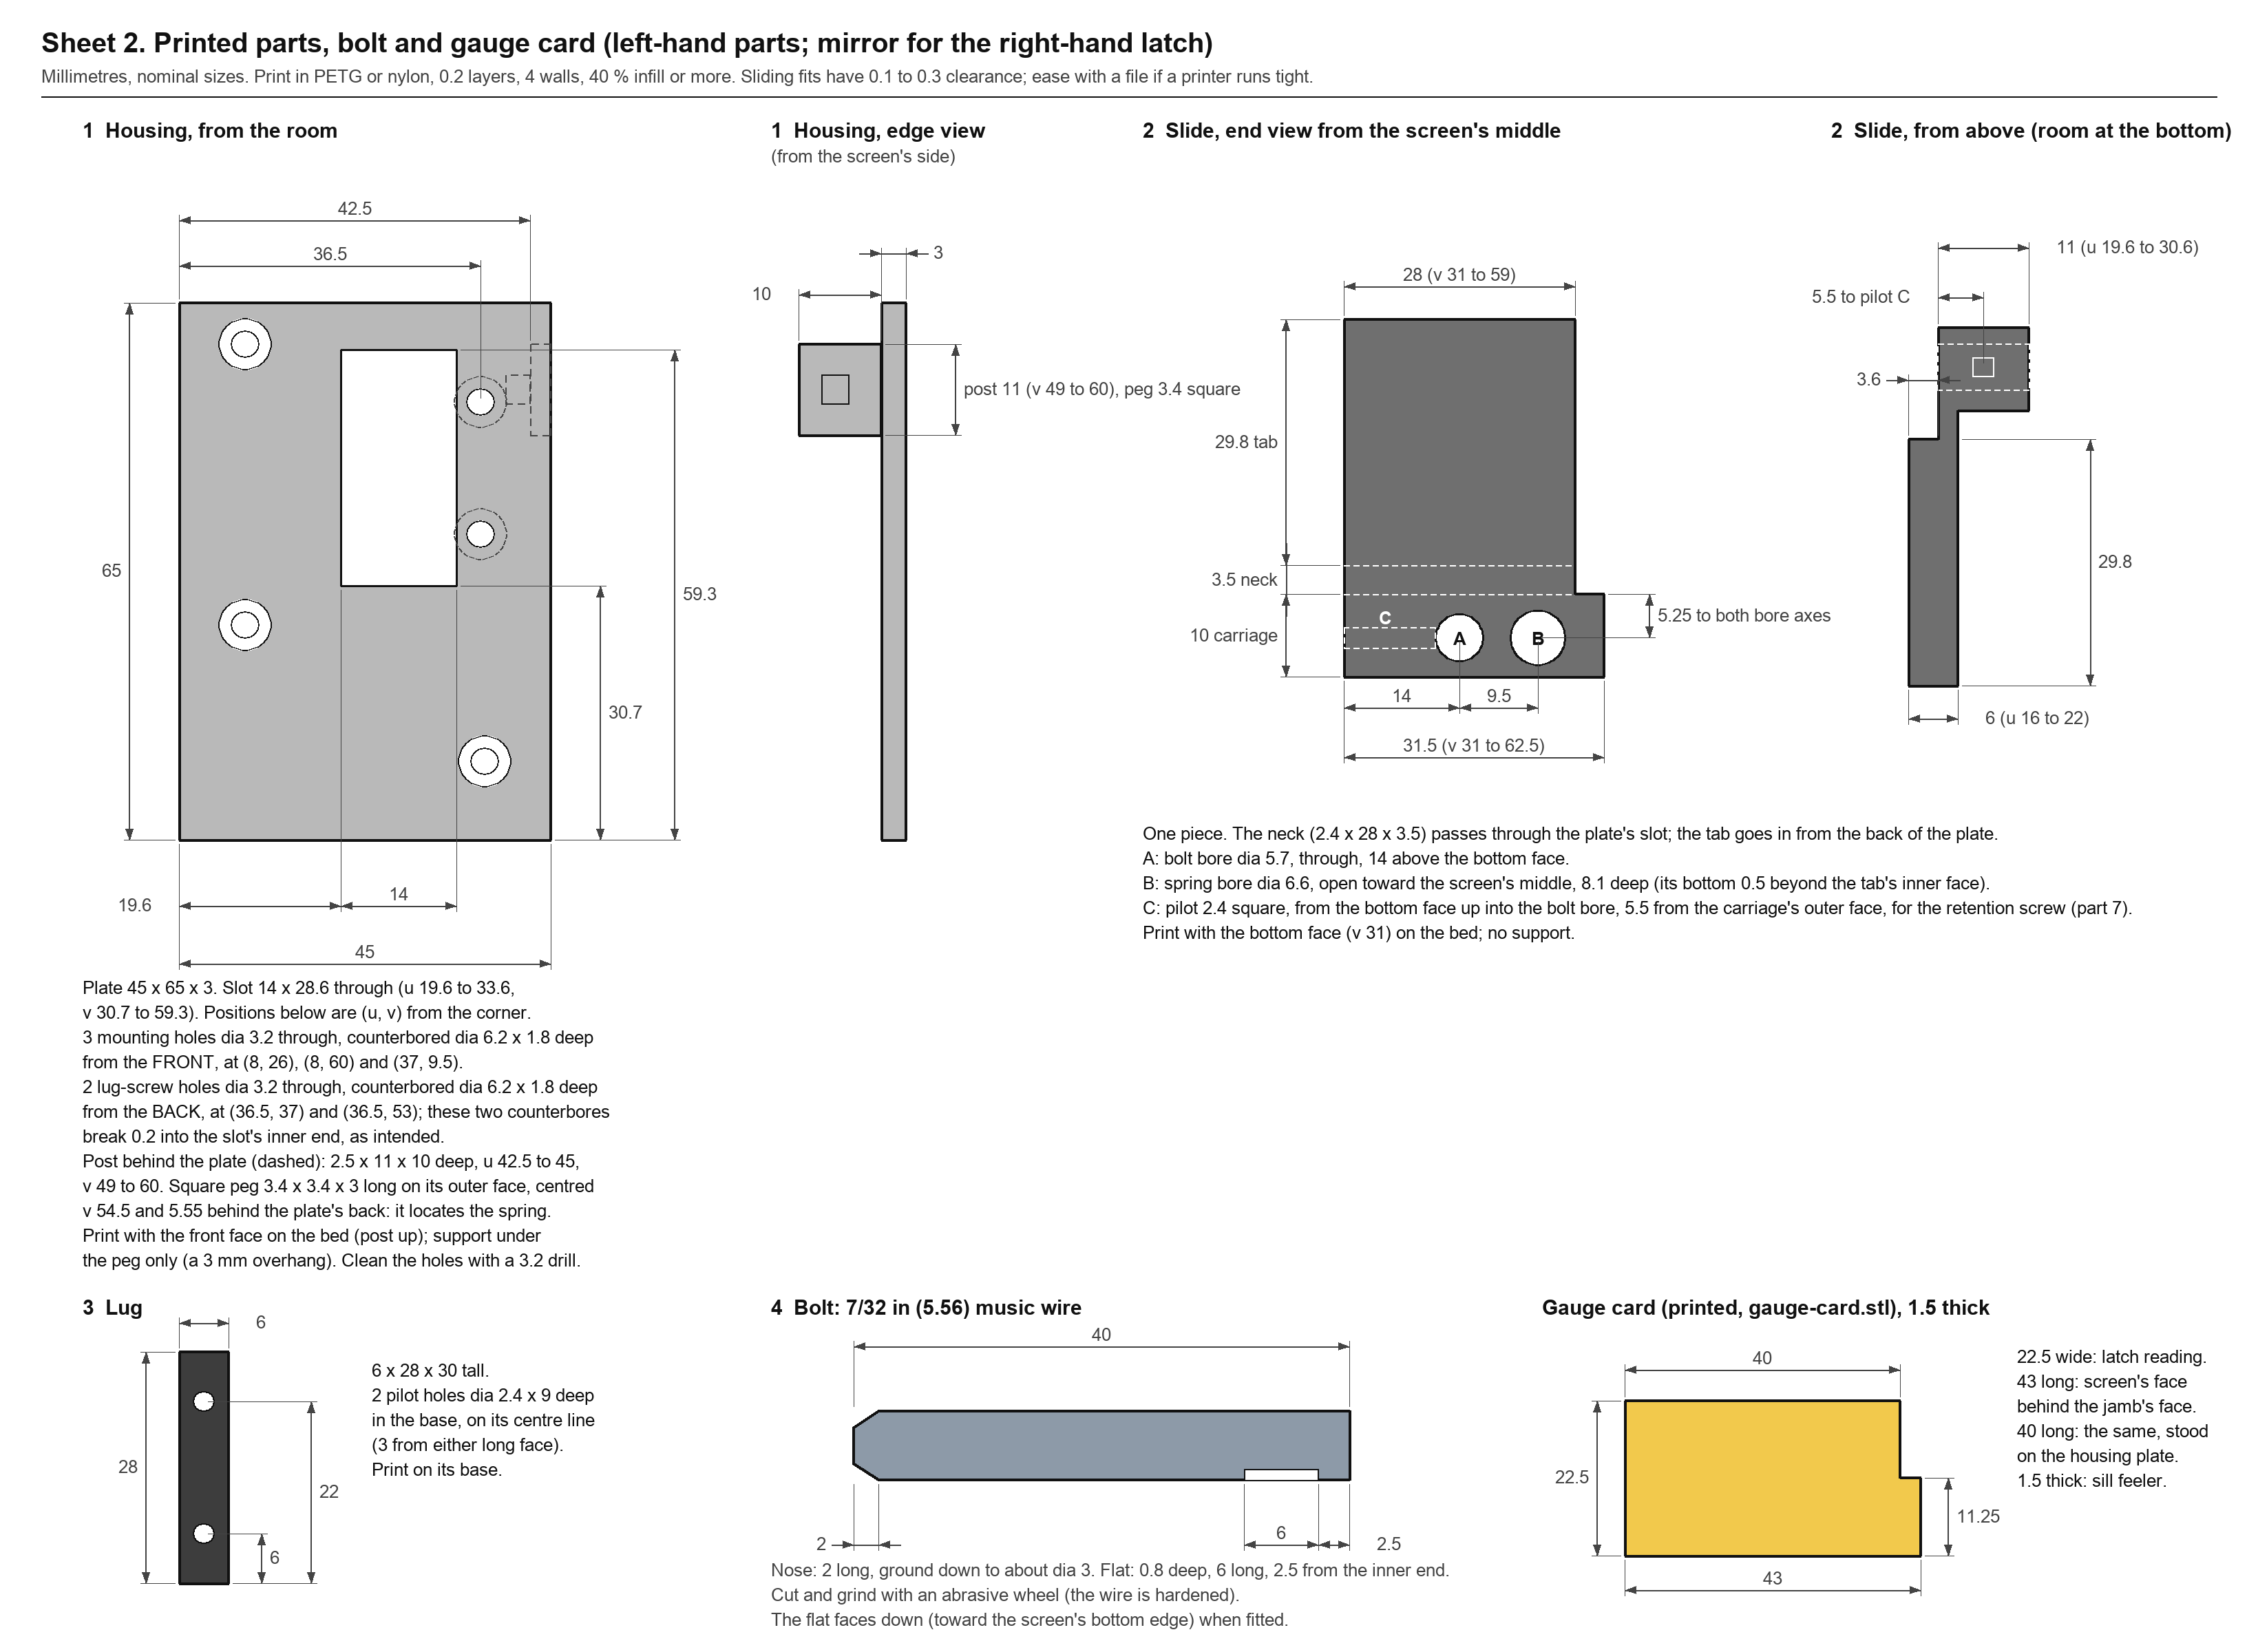 Sheet 2. Printed parts, bolt and gauge card (left-hand parts; mirror for the right-hand latch)
Millimetres, nominal sizes. Print in PETG or nylon, 0.2 layers, 4 walls, 40 % infill or more. Sliding fits have 0.1 to 0.3 clearance; ease with a file if a printer runs tight.
1 Housing, from the room
42.5
36.5
65
59.3
30.7
19.6
14
45
Plate 45 x 65 x 3. Slot 14 x 28.6 through (u 19.6 to 33.6,
v 30.7 to 59.3). Positions below are (u, v) from the corner.
3 mounting holes dia 3.2 through, counterbored dia 6.2 x 1.8 deep
from the FRONT, at (8, 26), (8, 60) and (37, 9.5).
2 lug-screw holes dia 3.2 through, counterbored dia 6.2 x 1.8 deep
from the BACK, at (36.5, 37) and (36.5, 53); these two counterbores
break 0.2 into the slot's inner end, as intended.
Post behind the plate (dashed): 2.5 x 11 x 10 deep, u 42.5 to 45,
v 49 to 60. Square peg 3.4 x 3.4 x 3 long on its outer face, centred
v 54.5 and 5.55 behind the plate's back: it locates the spring.
Print with the front face on the bed (post up); support under
the peg only (a 3 mm overhang). Clean the holes with a 3.2 drill.
1 Housing, edge view
(from the screen's side)
3
10
post 11 (v 49 to 60), peg 3.4 square
2 Slide, end view from the screen's middle
28 (v 31 to 59)
29.8 tab
3.5 neck
10 carriage
C
A
B
5.25 to both bore axes
14
9.5
31.5 (v 31 to 62.5)
2 Slide, from above (room at the bottom)
11 (u 19.6 to 30.6)
5.5 to pilot C
3.6
29.8
6 (u 16 to 22)
One piece. The neck (2.4 x 28 x 3.5) passes through the plate's slot; the tab goes in from the back of the plate.
A: bolt bore dia 5.7, through, 14 above the bottom face.
B: spring bore dia 6.6, open toward the screen's middle, 8.1 deep (its bottom 0.5 beyond the tab's inner face).
C: pilot 2.4 square, from the bottom face up into the bolt bore, 5.5 from the carriage's outer face, for the retention screw (part 7).
Print with the bottom face (v 31) on the bed; no support.
3 Lug
6
28
22
6
6 x 28 x 30 tall.
2 pilot holes dia 2.4 x 9 deep
in the base, on its centre line
(3 from either long face).
Print on its base.
4 Bolt: 7/32 in (5.56) music wire
40
2
6
2.5
Nose: 2 long, ground down to about dia 3. Flat: 0.8 deep, 6 long, 2.5 from the inner end.
Cut and grind with an abrasive wheel (the wire is hardened).
The flat faces down (toward the screen's bottom edge) when fitted.
Gauge card (printed, gauge-card.stl), 1.5 thick
40
22.5
11.25
43
22.5 wide: latch reading.
43 long: screen's face
behind the jamb's face.
40 long: the same, stood
on the housing plate.
1.5 thick: sill feeler.